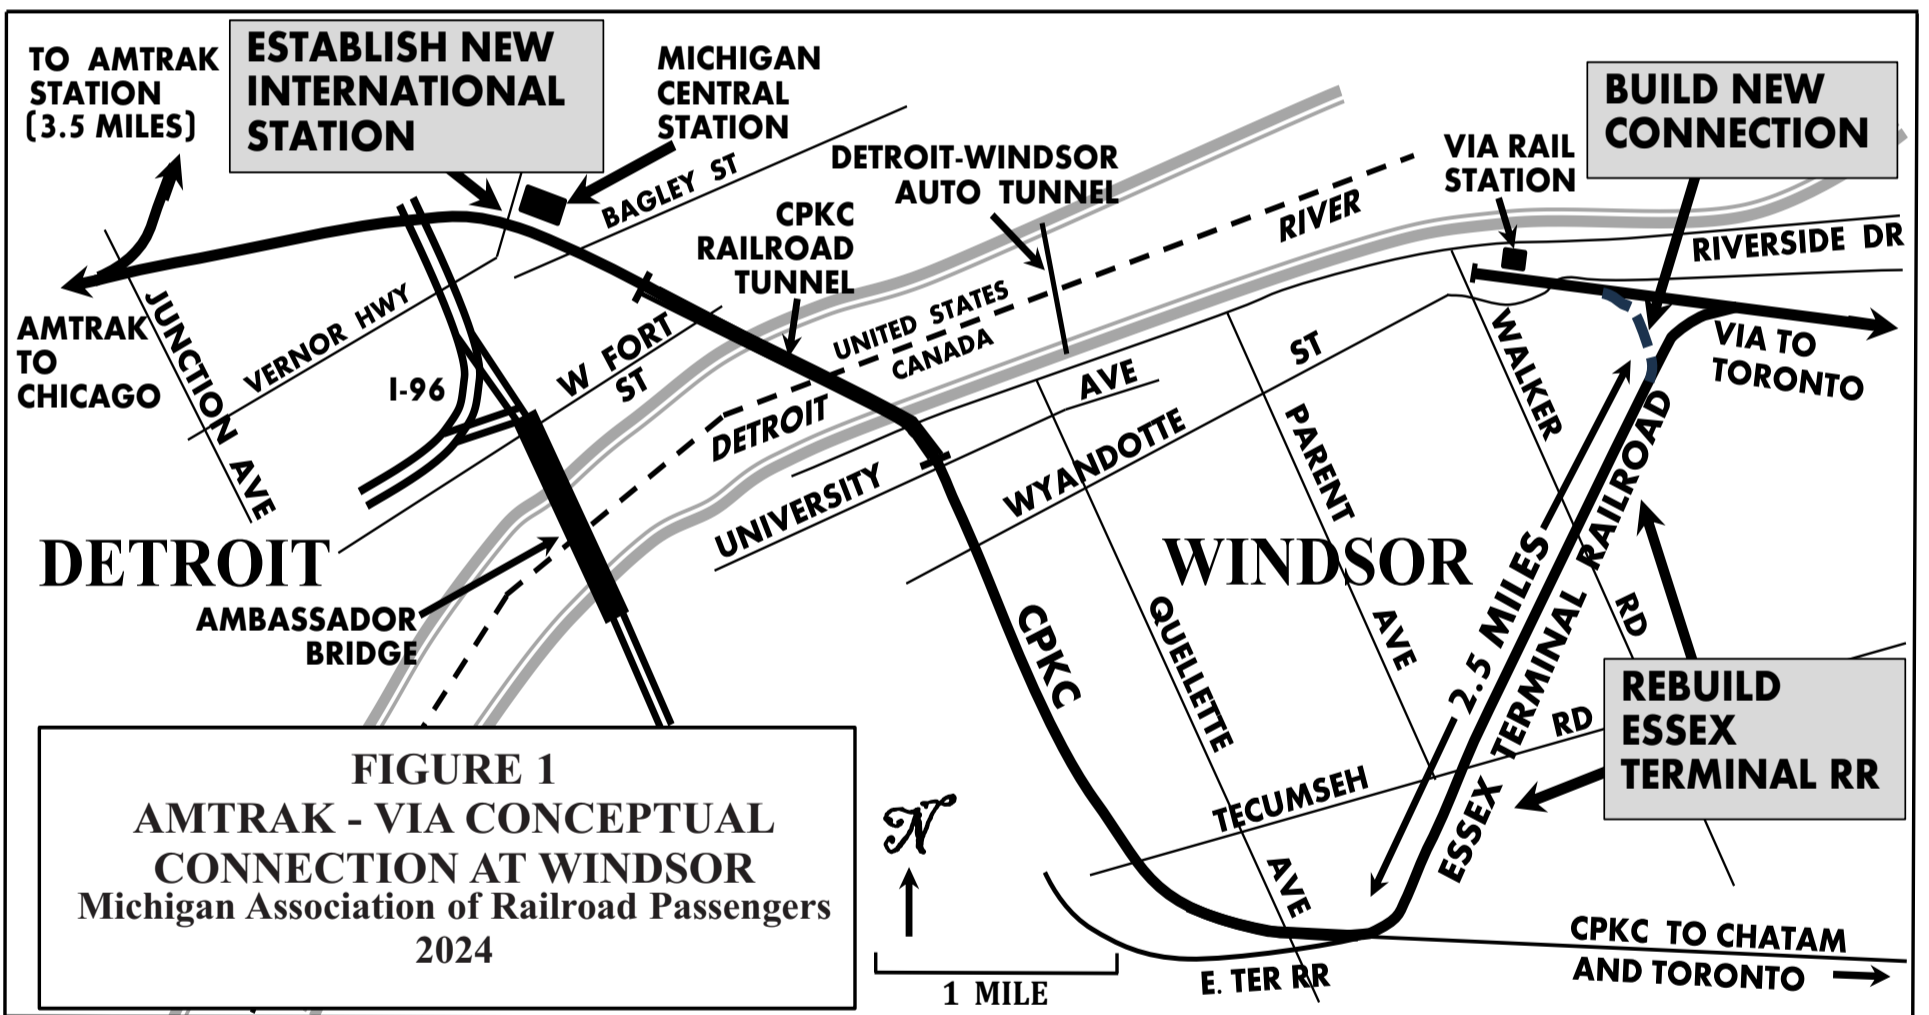 TO AMTRAK
STATION
(3.5 MILES)
ESTABLISH NEW
INTERNATIONAL
STATION
MICHIGAN
CENTRAL
STATION
BAGLEY ST
DETROIT-WINDSOR
AUTO TUNNEL
CPKC
RAILROAD
TUNNEL
RIVER
VIA RAIL
STATION
BUILD NEW
CONNECTION
RIVERSIDE DR
AMTRAK
TO
CHICAGO
JUNCTION AVE
VERNOR HWY
I-96
W FORT
ST
UNITED STATES
CANADA
DETROIT
AVE
UNIVERSITY
WYANDOTTE
ST
PARENT
AVE
WALKER
RD
VIA TO
TORONTO
DETROIT
AMBASSADOR
BRIDGE
WINDSOR
CPKC
QUELLETTE
AVE
2.5 MILES
ESSEX TERMINAL RAILROAD
TECUMSEH
RD
REBUILD
ESSEX
TERMINAL RR
FIGURE 1
AMTRAK - VIA CONCEPTUAL
CONNECTION AT WINDSOR
Michigan Association of Railroad Passengers
2024
N
1 MILE
E. TER RR
CPKC TO CHATAM
AND TORONTO